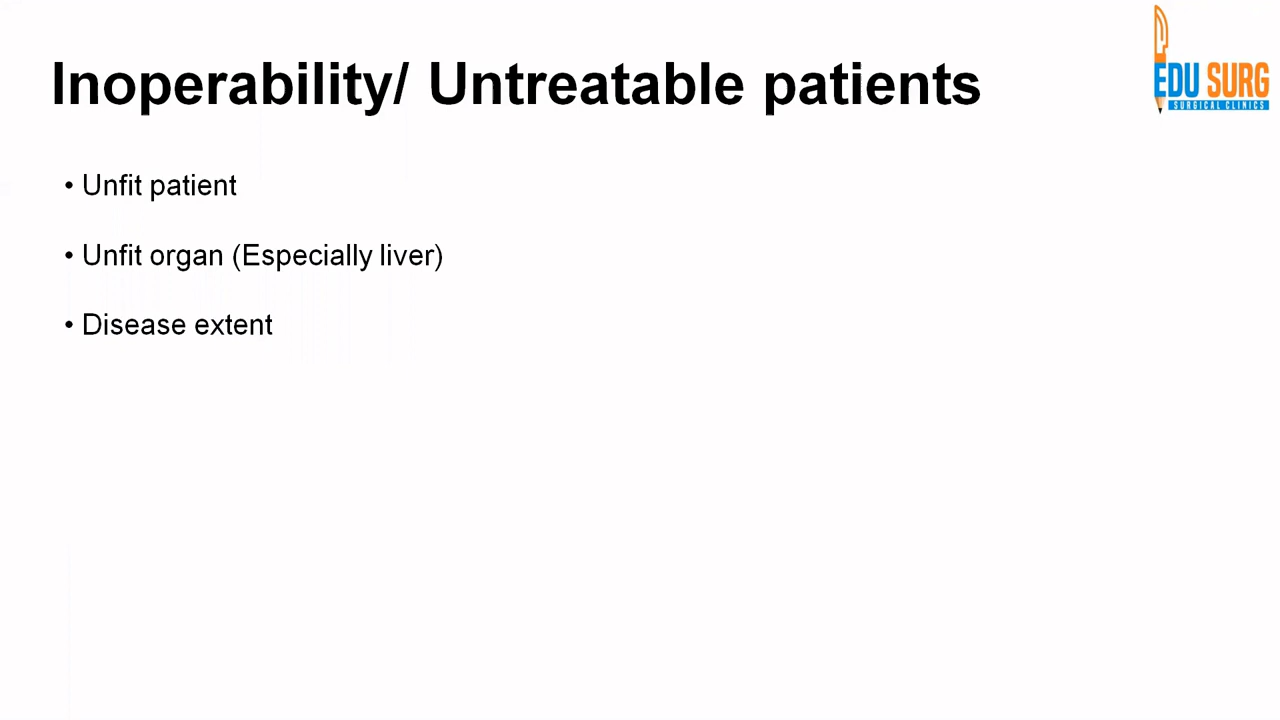 Inoperability/ Untreatable patients
EDU SURG
SURGICAL CLINICS
• Unfit patient
• Unfit organ (Especially liver)
• Disease extent